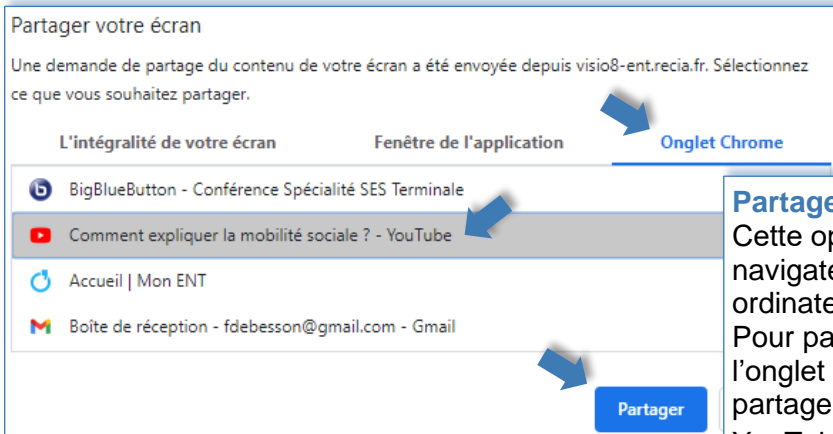 Partager votre écran
Une demande de partage du contenu de votre écran a été envoyée depuis visio8-ent.recia.fr. Sélectionnez
ce que vous souhaitez partager.
L'intégralité de votre écran Fenêtre de l'application Onglet Chrome
BigBlueButton - Conférence Spécialité SES Terminale
Comment expliquer la mobilité sociale ? - YouTube
Accueil | Mon ENT
Boîte de réception - fdebesson@gmail.com - Gmail
Partager
Partage
Cette op
navigate
ordinate
Pour pa
l'onglet
partage